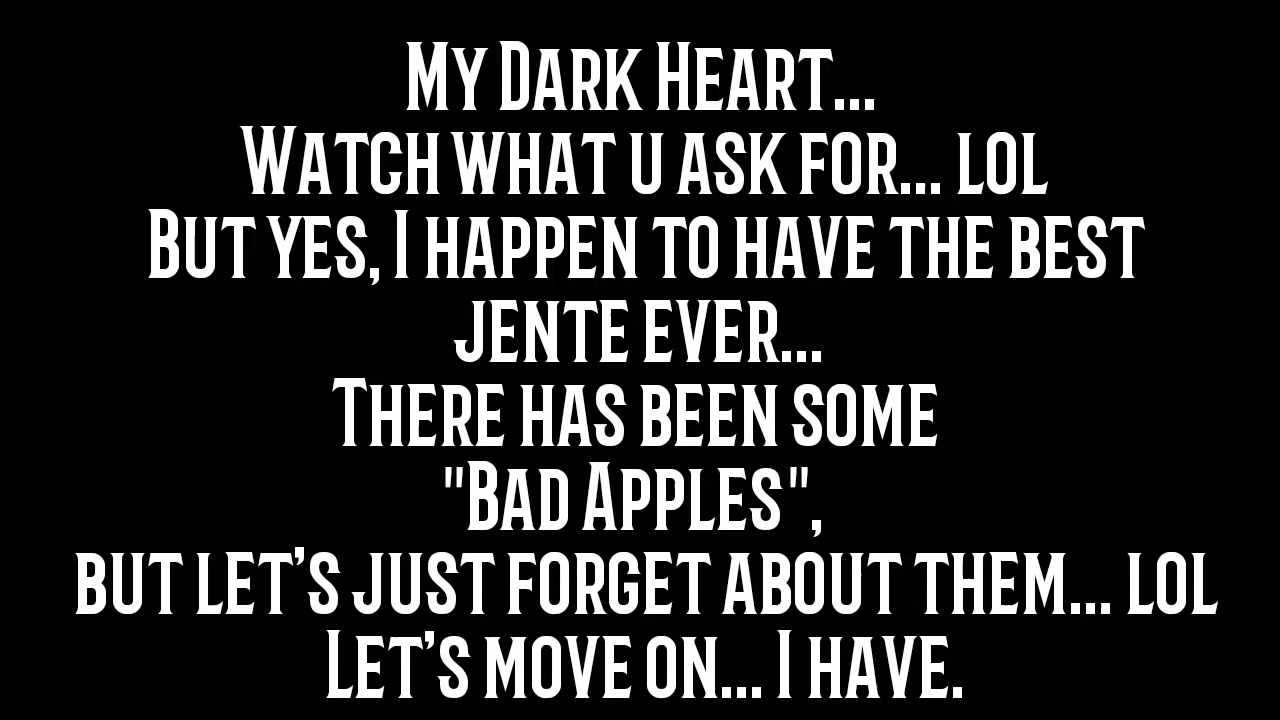 My Dark Heart...
Watch what u ask for... lol
But yes, I happen to have the best
jente ever...
There has been some
"Bad Apples",
but let's just forget about them... lol
Let's move on... I have.